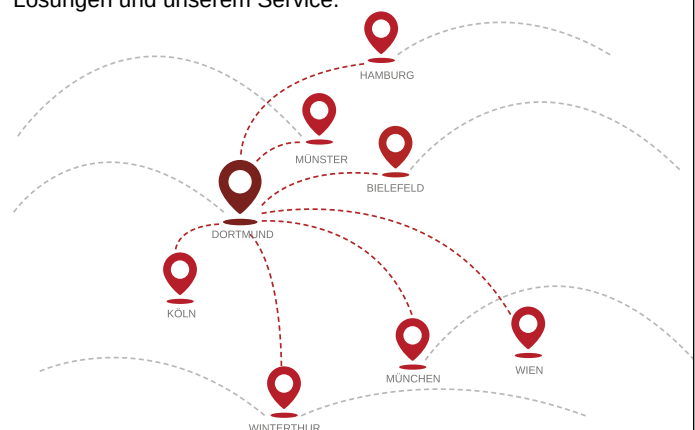 Lösungen und unserem Service.
HAMBURG
MÜNSTER
BIELEFELD
DORTMUND
KÖLN
MÜNCHEN
WIEN
WINTERTHUR